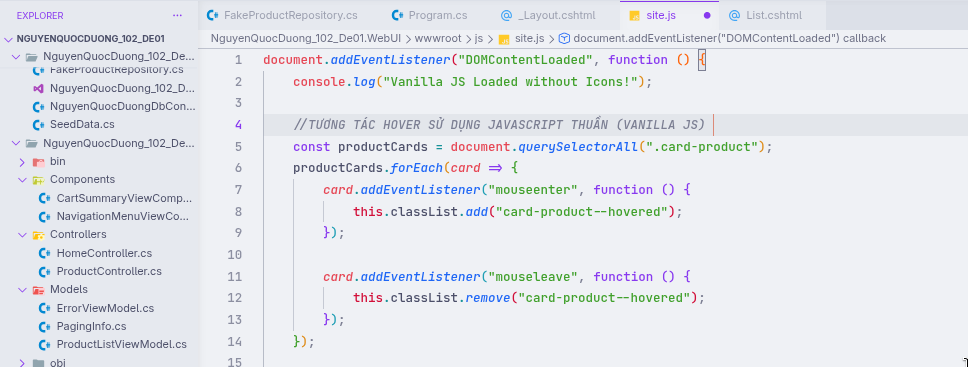 EXPLORER ···
NGUYENQUOCDUONG_102_DE01
NguyenQuocDuong_102_De...
FakeProductRepository.cs
NguyenQuocDuong_102_D...
NguyenQuocDuongDbCon...
SeedData.cs
NguyenQuocDuong_102_De...
bin
Components
CartSummaryViewComp...
NavigationMenuViewCo...
Controllers
HomeController.cs
ProductController.cs
Models
ErrorViewModel.cs
PagingInfo.cs
ProductListViewModel.cs
obj
FakeProductRepository.cs Program.cs _Layout.cshtml site.js List.cshtml
NguyenQuocDuong_102_De01.WebUI > wwwroot > js > site.js > document.addEventListener("DOMContentLoaded") callback
1 document.addEventListener("DOMContentLoaded", function () {
2 console.log("Vanilla JS Loaded without Icons!");
3
4 //TƯƠNG TÁC HOVER SỬ DỤNG JAVASCRIPT THUẦN (VANILLA JS)
5 const productCards = document.querySelectorAll(".card-product");
6 productCards.forEach(card => {
7 card.addEventListener("mouseenter", function () {
8 this.classList.add("card-product--hovered");
9 });
10
11 card.addEventListener("mouseleave", function () {
12 this.classList.remove("card-product--hovered");
13 });
14 });
15